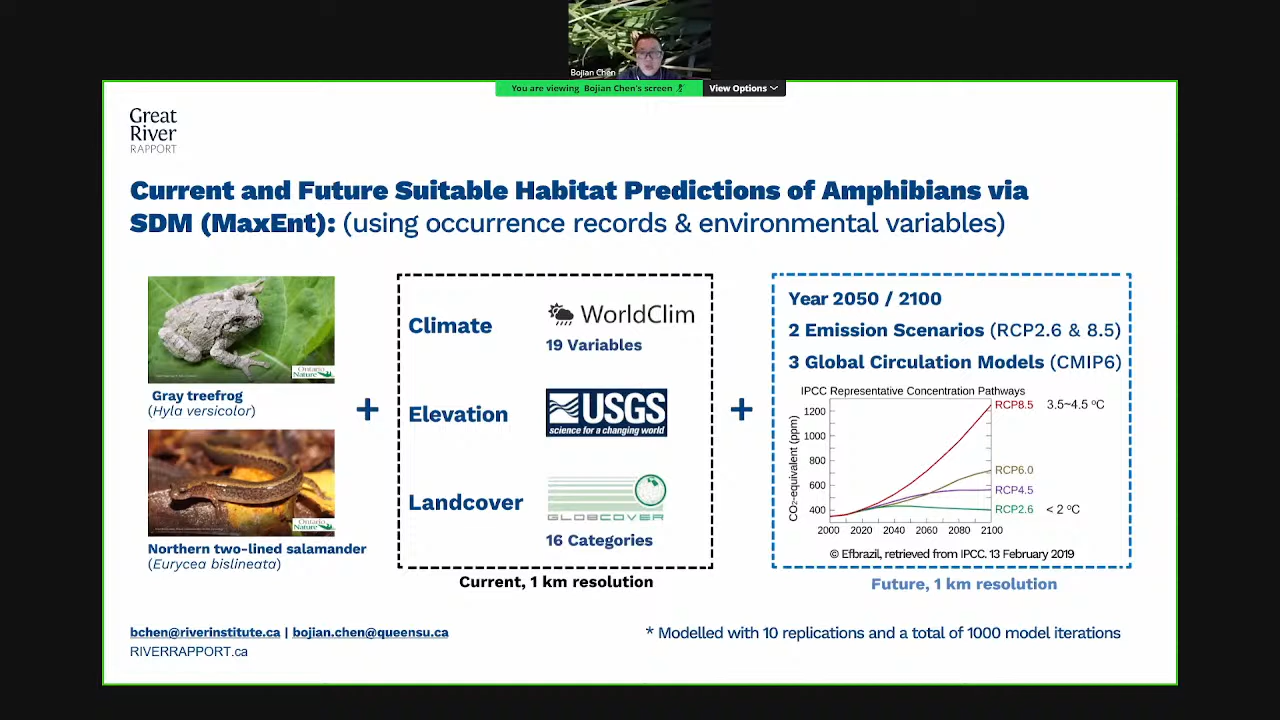 Bojian Chen
You are viewing Bojian Chen's screen
View Options
Great
River
RAPPORT
Current and Future Suitable Habitat Predictions of Amphibians via
SDM (MaxEnt): (using occurrence records & environmental variables)
Ontario
Nature
Gray treefrog
(Hyla versicolor)
Ontario
Nature
Northern two-lined salamander
(Eurycea bislineata)
+
Climate
WorldClim
19 Variables
Elevation
USGS
science for a changing world
Landcover
GLOBCOVER
16 Categories
Current, 1 km resolution
+
Year 2050 / 2100
2 Emission Scenarios (RCP2.6 & 8.5)
3 Global Circulation Models (CMIP6)
IPCC Representative Concentration Pathways
CO₂-equivalent (ppm)
1200
1000
800
600
400
2000 2020 2040 2060 2080 2100
RCP8.5 3.5~4.5 ºC
RCP6.0
RCP4.5
RCP2.6 < 2 ºC
© Efbrazil, retrieved from IPCC. 13 February 2019
Future, 1 km resolution
bchen@riverinstitute.ca | bojian.chen@queensu.ca
RIVERRAPPORT.ca
* Modelled with 10 replications and a total of 1000 model iterations